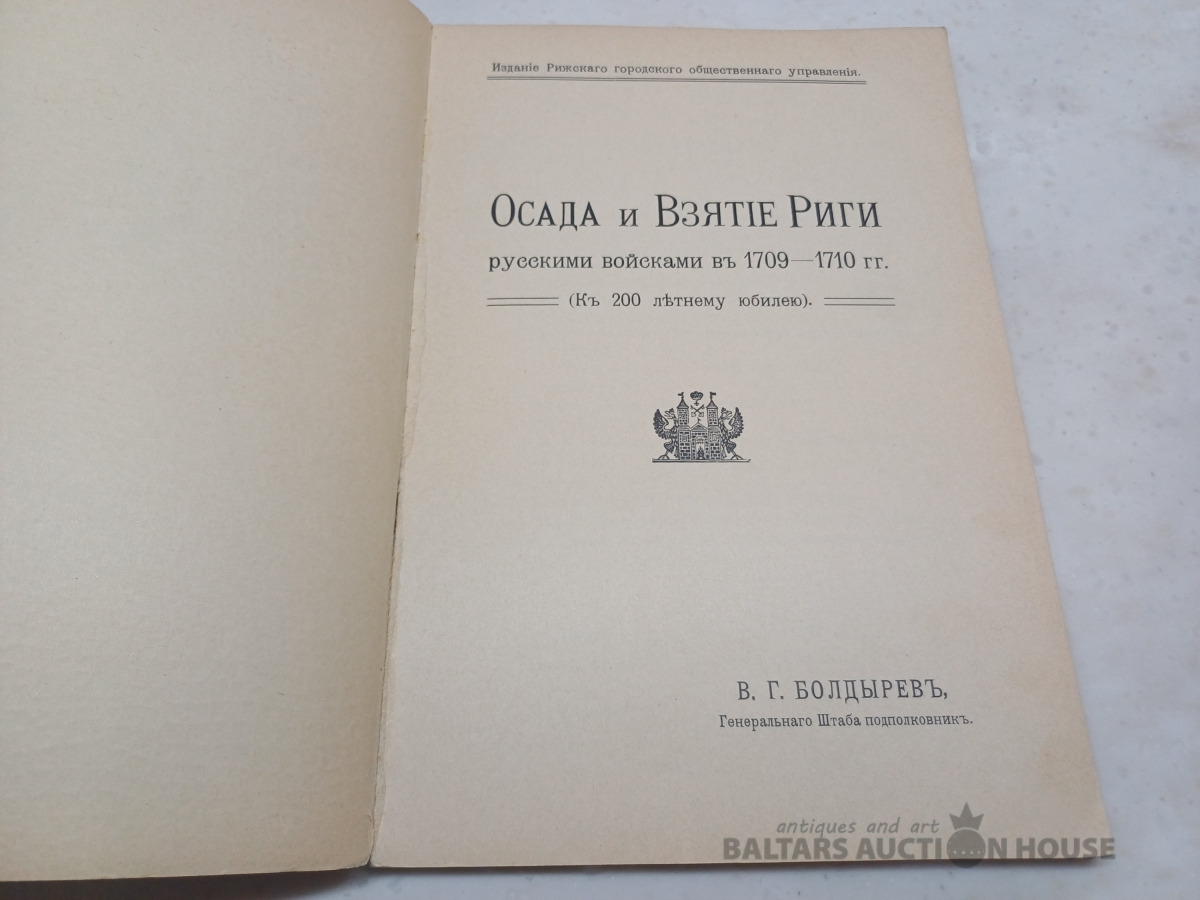 Изданіе Рижскаго городского общественнаго управленія.
Осада и Взятіе Риги
русскими войсками въ 1709—1710 гг.
(Къ 200 лѣтнему юбилею).
В. Г. БОЛДЫРЕВЪ,
Генеральнаго Штаба подполковникъ.
antiques and art
BALTARS AUCTION HOUSE